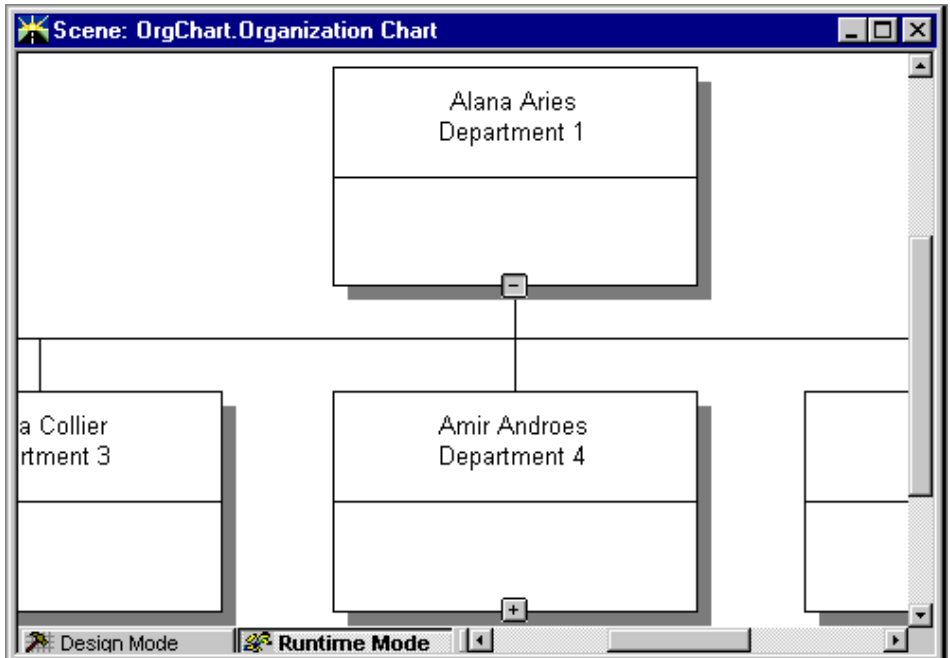 Scene: OrgChart.Organization Chart
Alana Aries
Department 1
a Collier
rtment 3
Amir Androes
Department 4
Design Mode
Runtime Mode